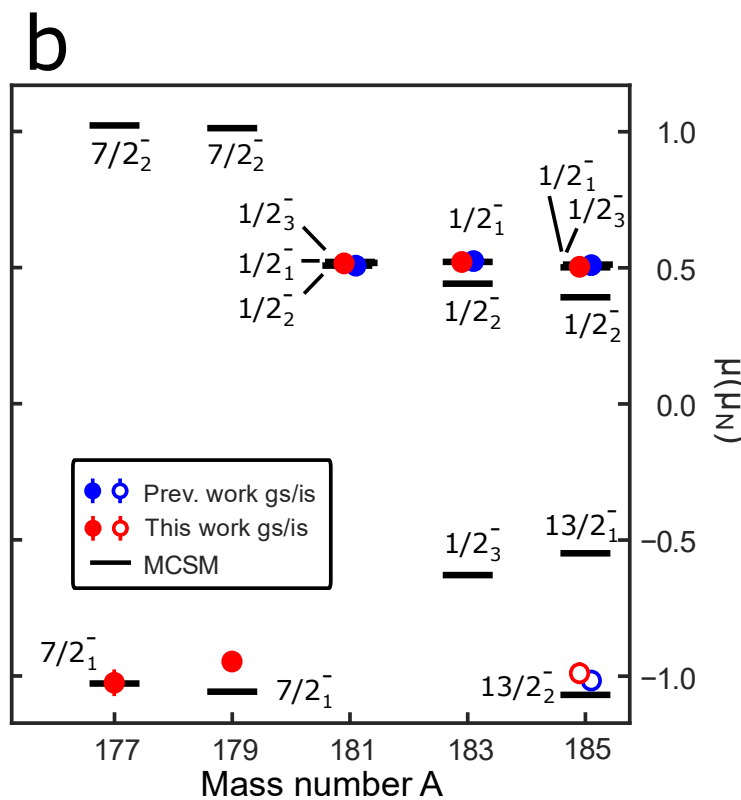 b
7/2₂⁻
7/2₂⁻
1/2₃⁻
1/2₁⁻
1/2₂⁻
1/2₁⁻
1/2₂⁻
1/2₁⁻
1/2₃⁻
1/2₂⁻
1/2₃⁻
13/2₁⁻
7/2₁⁻
7/2₁⁻
13/2₂⁻
Prev. work gs/is
This work gs/is
MCSM
1.0
0.5
0.0
−0.5
−1.0
μ(μ_N)
177 179 181 183 185
Mass number A